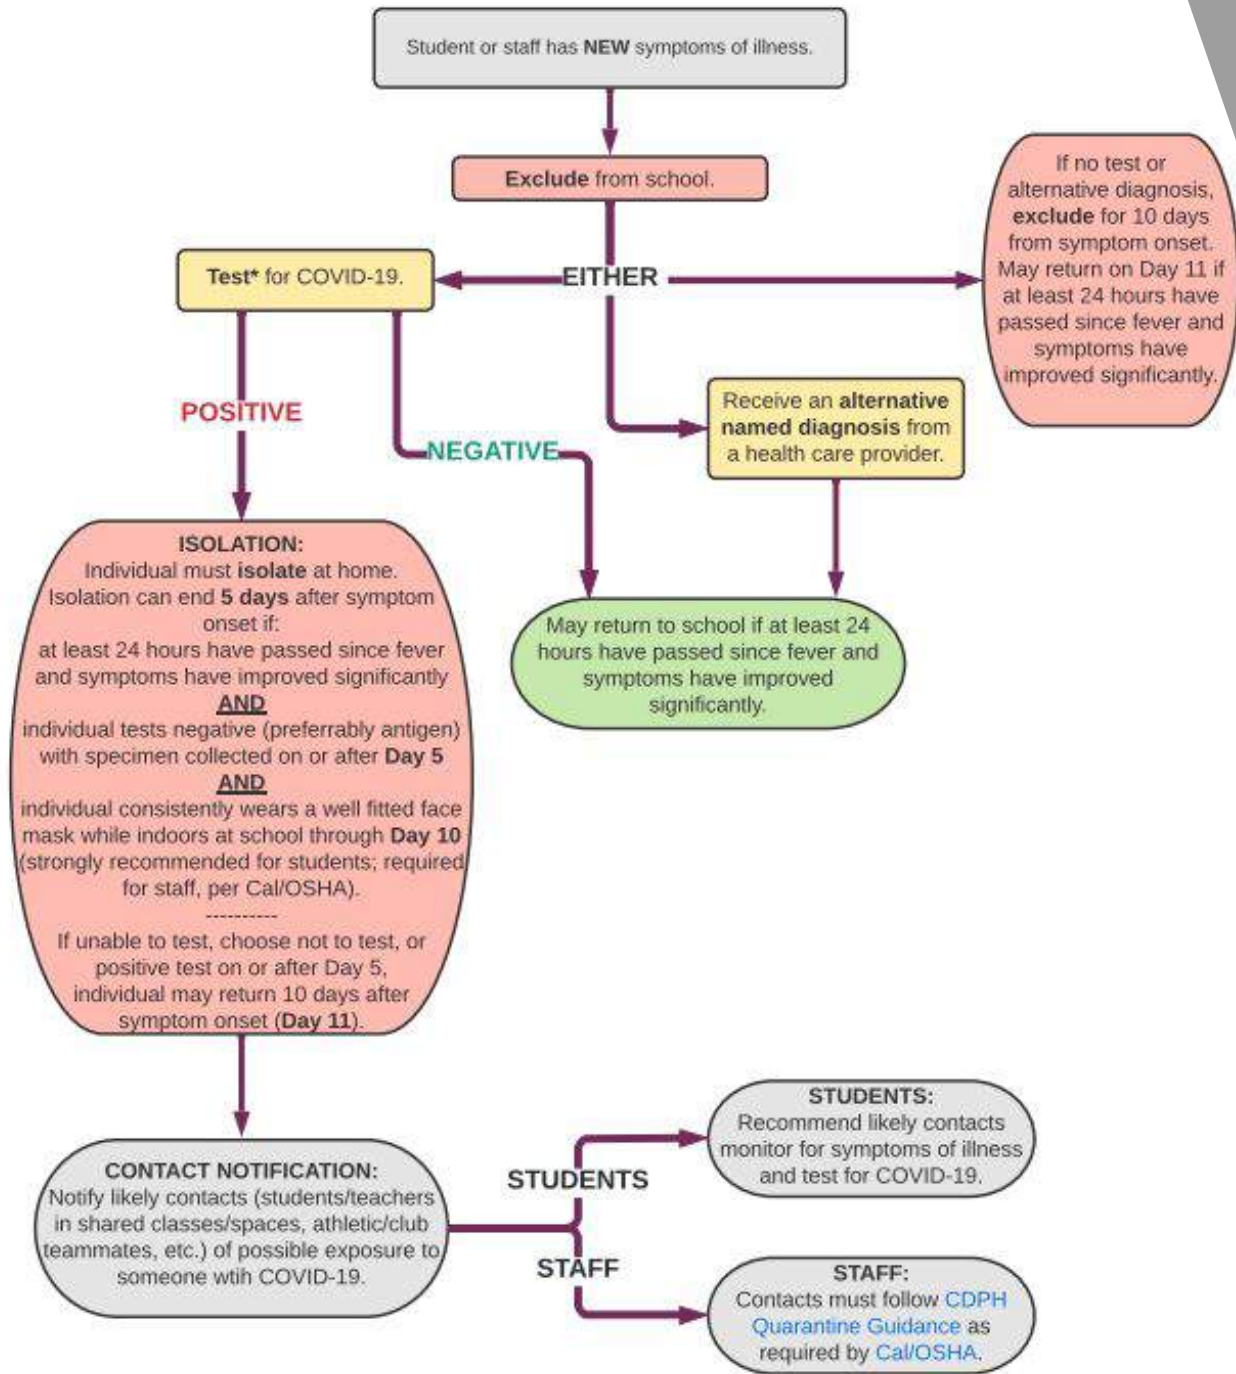 Student or staff has NEW symptoms of illness.
Exclude from school.
If no test or
alternative diagnosis,
exclude for 10 days
from symptom onset.
May return on Day 11 if
at least 24 hours have
passed since fever and
symptoms have
improved significantly.
Test* for COVID-19.
EITHER
Receive an alternative
named diagnosis from
a health care provider.
POSITIVE
NEGATIVE
May return to school if at least 24
hours have passed since fever and
symptoms have improved
significantly.
ISOLATION:
Individual must isolate at home.
Isolation can end 5 days after symptom
onset if:
at least 24 hours have passed since fever
and symptoms have improved significantly
AND
individual tests negative (preferrably antigen)
with specimen collected on or after Day 5
AND
individual consistently wears a well fitted face
mask while indoors at school through Day 10
(strongly recommended for students; required
for staff, per Cal/OSHA).
----------
If unable to test, choose not to test, or
positive test on or after Day 5,
individual may return 10 days after
symptom onset (Day 11).
CONTACT NOTIFICATION:
Notify likely contacts (students/teachers
in shared classes/spaces, athletic/club
teammates, etc.) of possible exposure to
someone wtih COVID-19.
STUDENTS
STUDENTS:
Recommend likely contacts
monitor for symptoms of illness
and test for COVID-19.
STAFF
STAFF:
Contacts must follow CDPH
Quarantine Guidance as
required by Cal/OSHA.